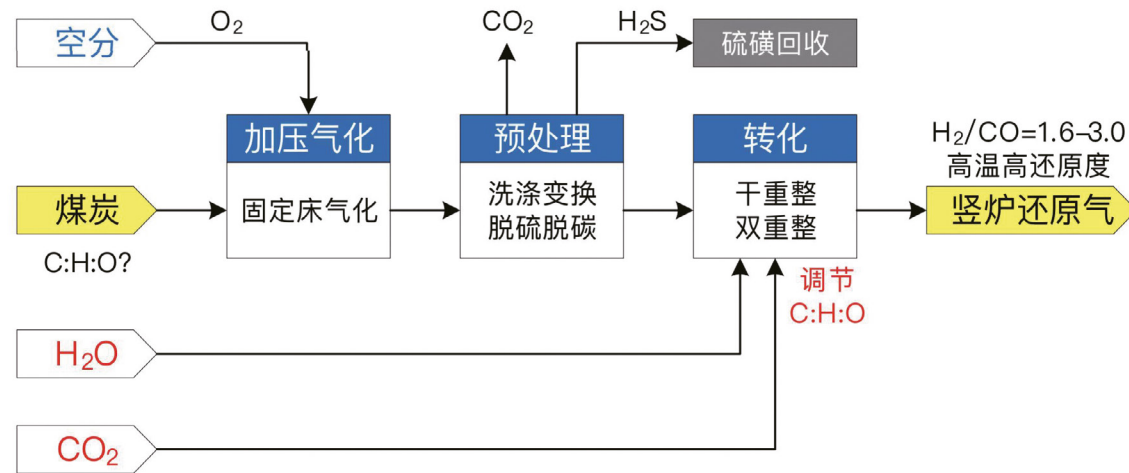 空分
O₂
CO₂
H₂S
硫磺回收
加压气化
固定床气化
预处理
洗涤变换
脱硫脱碳
转化
干重整
双重整
H₂/CO=1.6–3.0
高温高还原度
竖炉还原气
煤炭
C:H:O?
调节
C:H:O
H₂O
CO₂